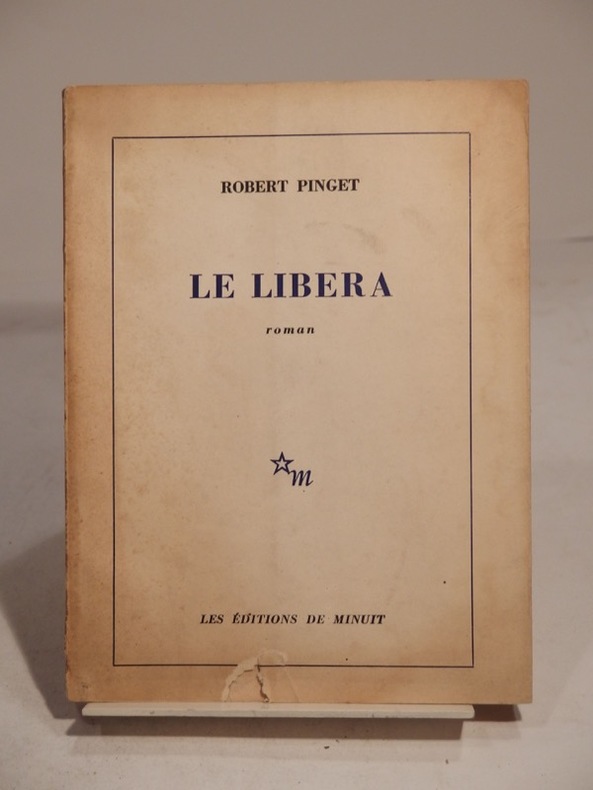 ROBERT PINGET
LE LIBERA
roman
m
LES ÉDITIONS DE MINUIT